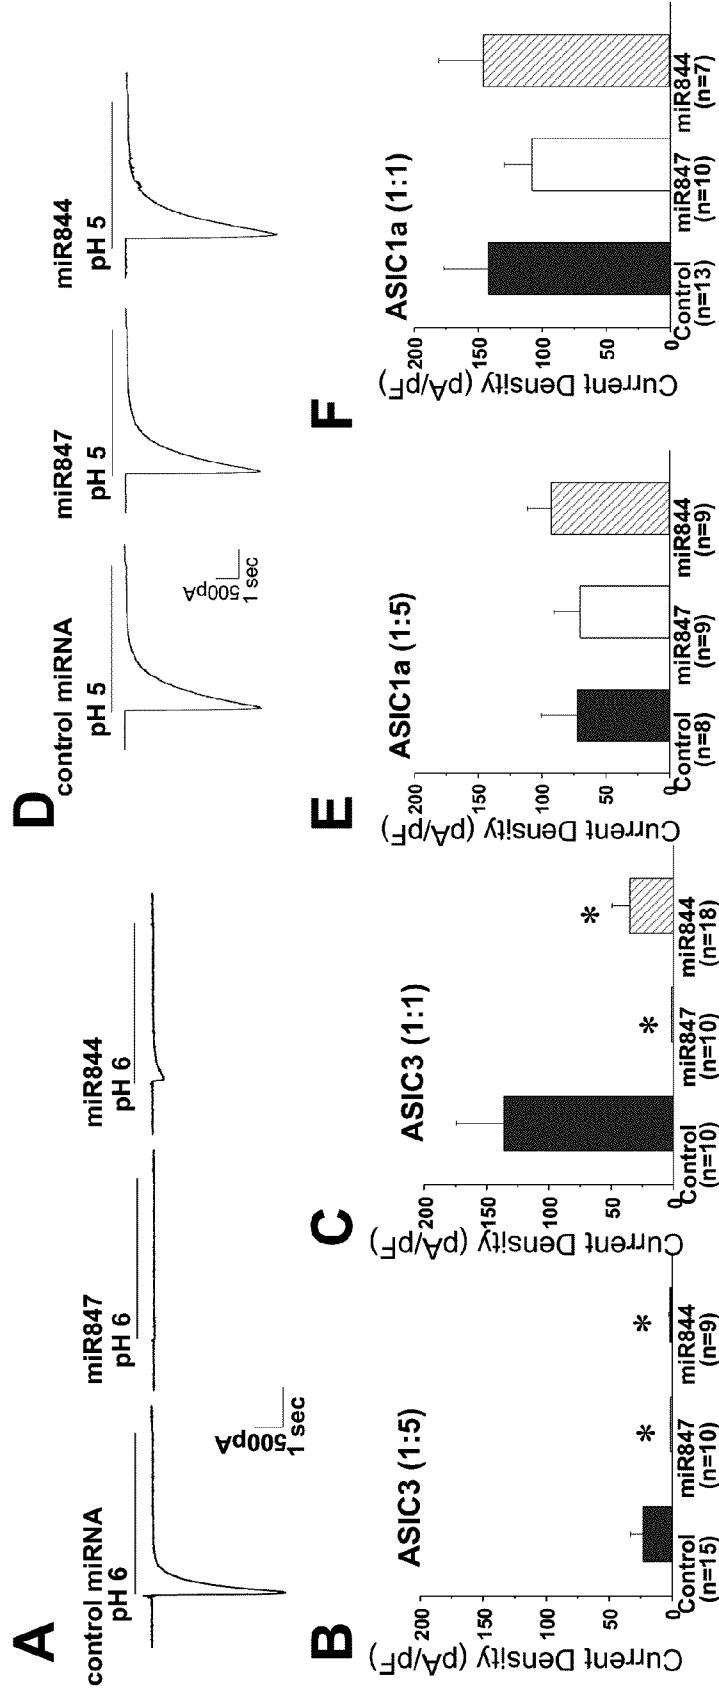 A
control miRNA
pH 6
miR847
pH 6
miR844
pH 6
500pA
1 sec
B
ASIC3 (1:5)
Current Density (pA/pF)
200
150
100
50
0
*
*
Control
(n=15)
miR847
(n=10)
miR844
(n=9)
C
ASIC3 (1:1)
Current Density (pA/pF)
200
150
100
50
0
*
*
Control
(n=10)
miR847
(n=10)
miR844
(n=18)
D
control miRNA
pH 5
miR847
pH 5
miR844
pH 5
500pA
1 sec
E
ASIC1a (1:5)
Current Density (pA/pF)
200
150
100
50
0
Control
(n=8)
miR847
(n=9)
miR844
(n=9)
F
ASIC1a (1:1)
Current Density (pA/pF)
200
150
100
50
0
Control
(n=13)
miR847
(n=10)
miR844
(n=7)